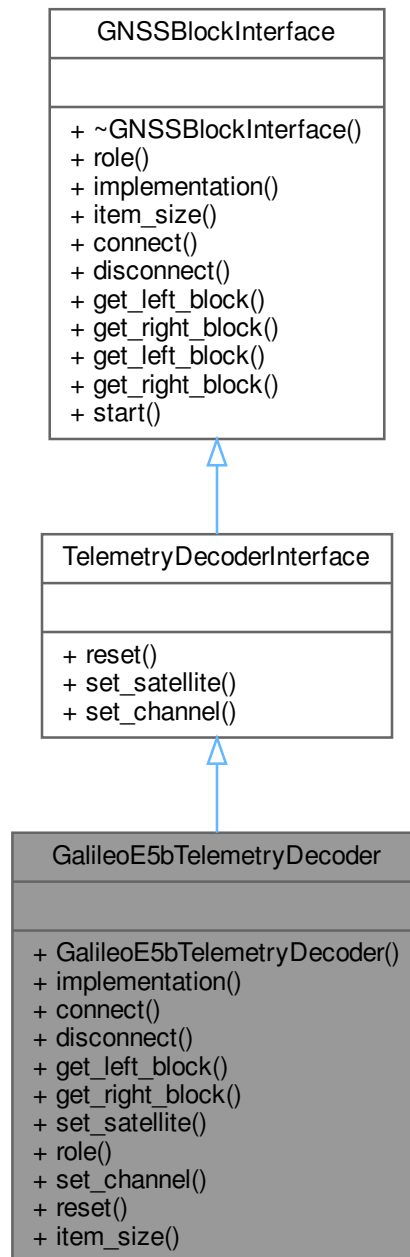 GNSSBlockInterface
+ ~GNSSBlockInterface()
+ role()
+ implementation()
+ item_size()
+ connect()
+ disconnect()
+ get_left_block()
+ get_right_block()
+ get_left_block()
+ get_right_block()
+ start()
TelemetryDecoderInterface
+ reset()
+ set_satellite()
+ set_channel()
GalileoE5bTelemetryDecoder
+ GalileoE5bTelemetryDecoder()
+ implementation()
+ connect()
+ disconnect()
+ get_left_block()
+ get_right_block()
+ set_satellite()
+ role()
+ set_channel()
+ reset()
+ item_size()